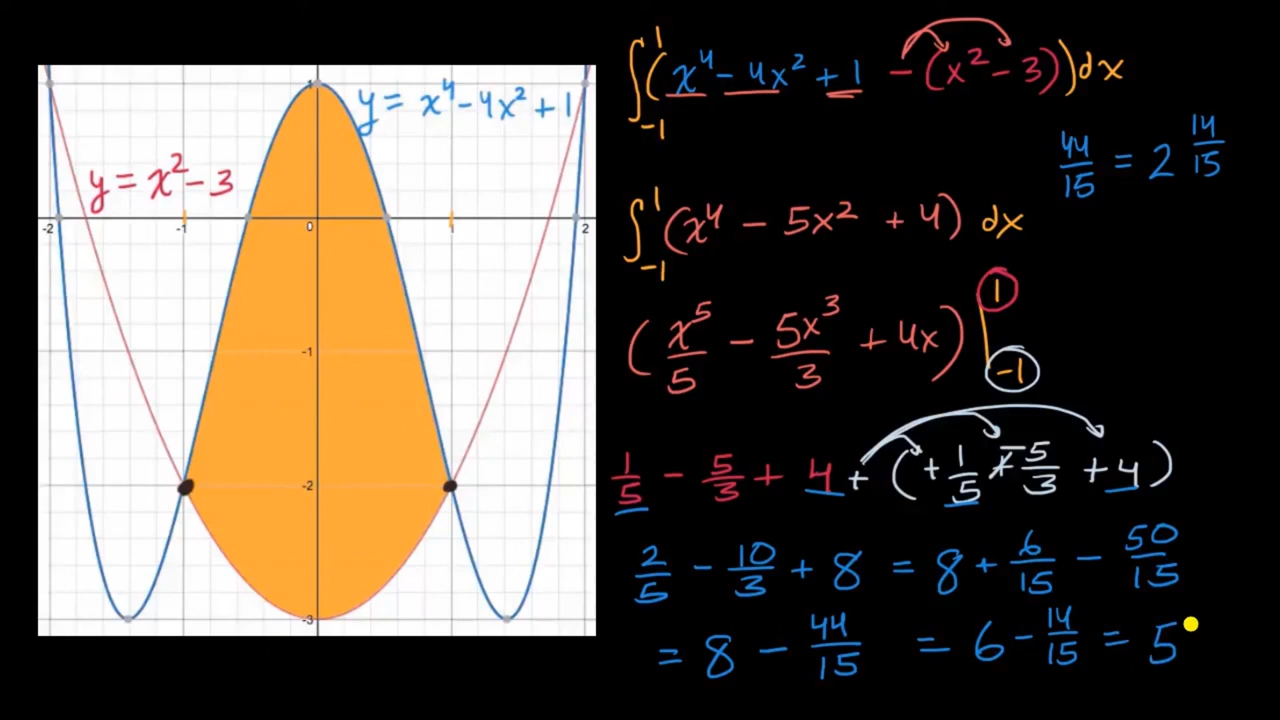 y = x⁴ - 4x² + 1
y = x² - 3
1
-2 -1 0 1 2
-1
-2
-3
∫₋₁¹ (x⁴ - 4x² + 1 - (x² - 3)) dx
44/15 = 2 14/15
∫₋₁¹ (x⁴ - 5x² + 4) dx
(x⁵/5 - 5x³/3 + 4x) |₋₁¹
1/5 - 5/3 + 4 + (+ 1/5 - 5/3 + 4)
2/5 - 10/3 + 8 = 8 + 6/15 - 50/15
= 8 - 44/15 = 6 - 14/15 = 5